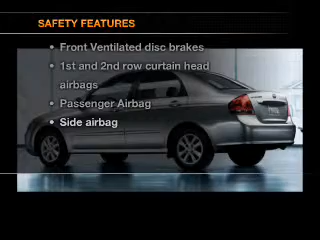 SAFETY FEATURES
• Front Ventilated disc brakes
• 1st and 2nd row curtain head
airbags
• Passenger Airbag
• Side airbag